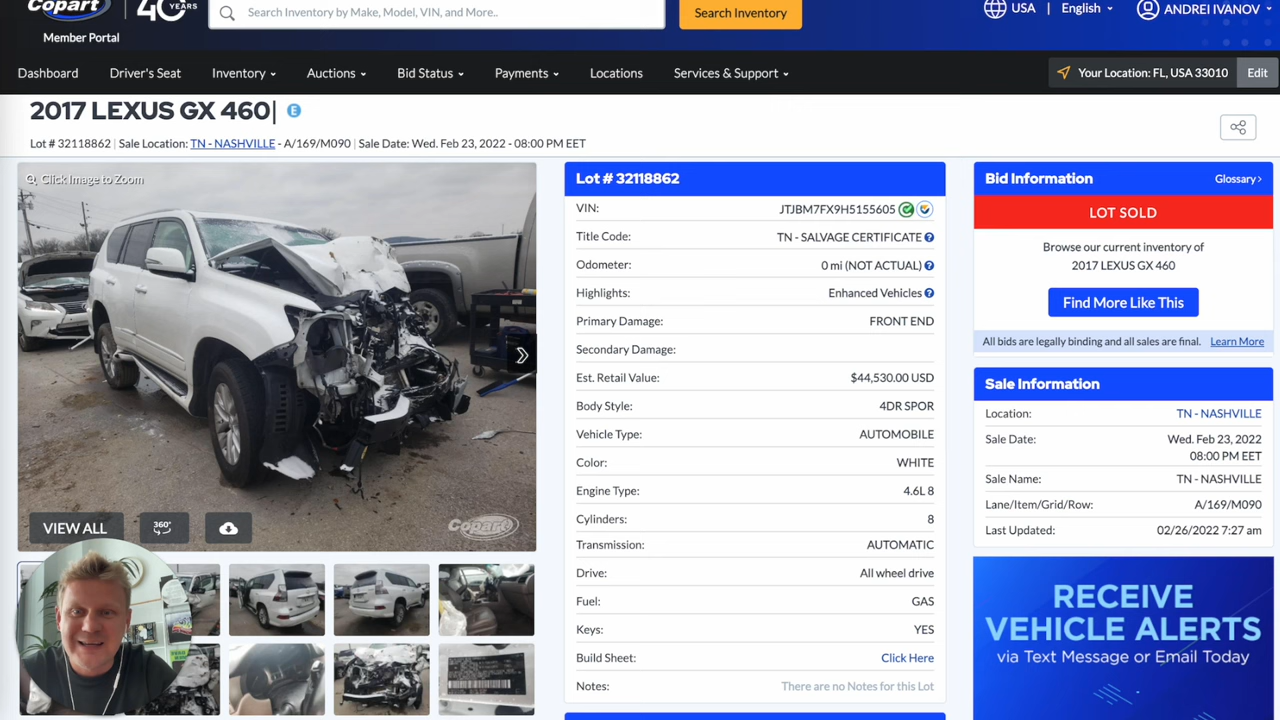 Copart
40 YEARS
Member Portal
Search Inventory by Make, Model, VIN, and More..
Search Inventory
USA | English
ANDREI IVANOV
Dashboard
Driver's Seat
Inventory
Auctions
Bid Status
Payments
Locations
Services & Support
Your Location: FL, USA 33010
Edit
2017 LEXUS GX 460|
E
Lot # 32118862 | Sale Location: TN - NASHVILLE - A/169/M090 | Sale Date: Wed. Feb 23, 2022 - 08:00 PM EET
Click Image to Zoom
Copart
VIEW ALL
360°
Lot # 32118862
VIN: JTJBM7FX9H5155605
Title Code: TN - SALVAGE CERTIFICATE
Odometer: 0 mi (NOT ACTUAL)
Highlights: Enhanced Vehicles
Primary Damage: FRONT END
Secondary Damage:
Est. Retail Value: $44,530.00 USD
Body Style: 4DR SPOR
Vehicle Type: AUTOMOBILE
Color: WHITE
Engine Type: 4.6L 8
Cylinders: 8
Transmission: AUTOMATIC
Drive: All wheel drive
Fuel: GAS
Keys: YES
Build Sheet: Click Here
Notes: There are no Notes for this Lot
Bid Information
Glossary
LOT SOLD
Browse our current inventory of
2017 LEXUS GX 460
Find More Like This
All bids are legally binding and all sales are final. Learn More
Sale Information
Location: TN - NASHVILLE
Sale Date: Wed. Feb 23, 2022
08:00 PM EET
Sale Name: TN - NASHVILLE
Lane/Item/Grid/Row: A/169/M090
Last Updated: 02/26/2022 7:27 am
RECEIVE
VEHICLE ALERTS
via Text Message or Email Today